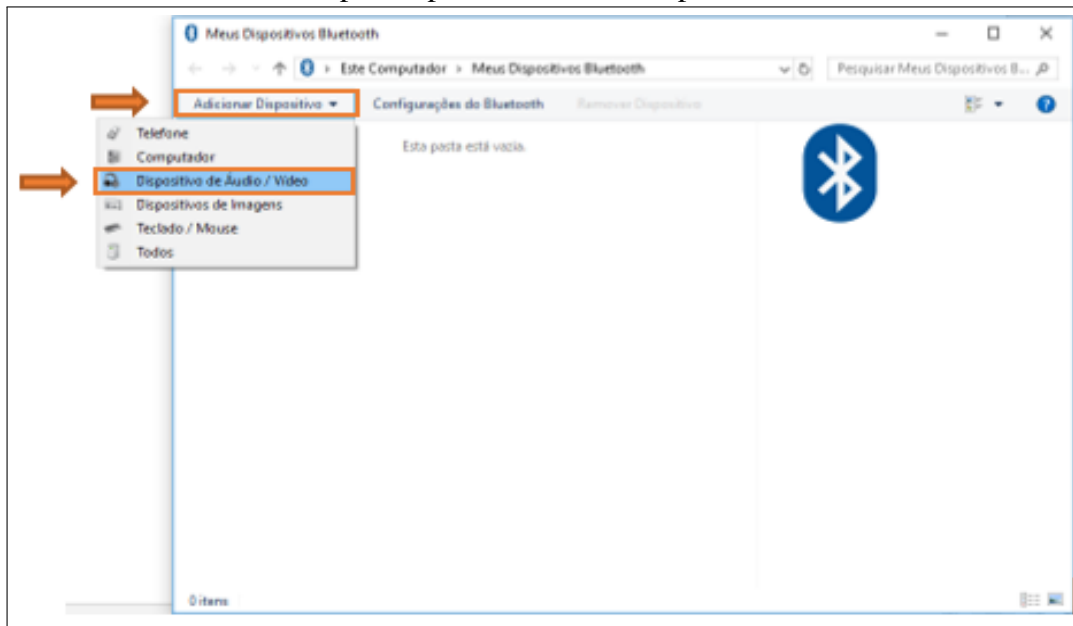 Meus Dispositivos Bluetooth
Este Computador › Meus Dispositivos Bluetooth
Pesquisar Meus Dispositivos B...
Adicionar Dispositivo
Configurações do Bluetooth
Remover Dispositivo
Telefone
Computador
Dispositivo de Áudio / Vídeo
Dispositivos de Imagens
Teclado / Mouse
Todos
Esta pasta está vazia.
0 itens